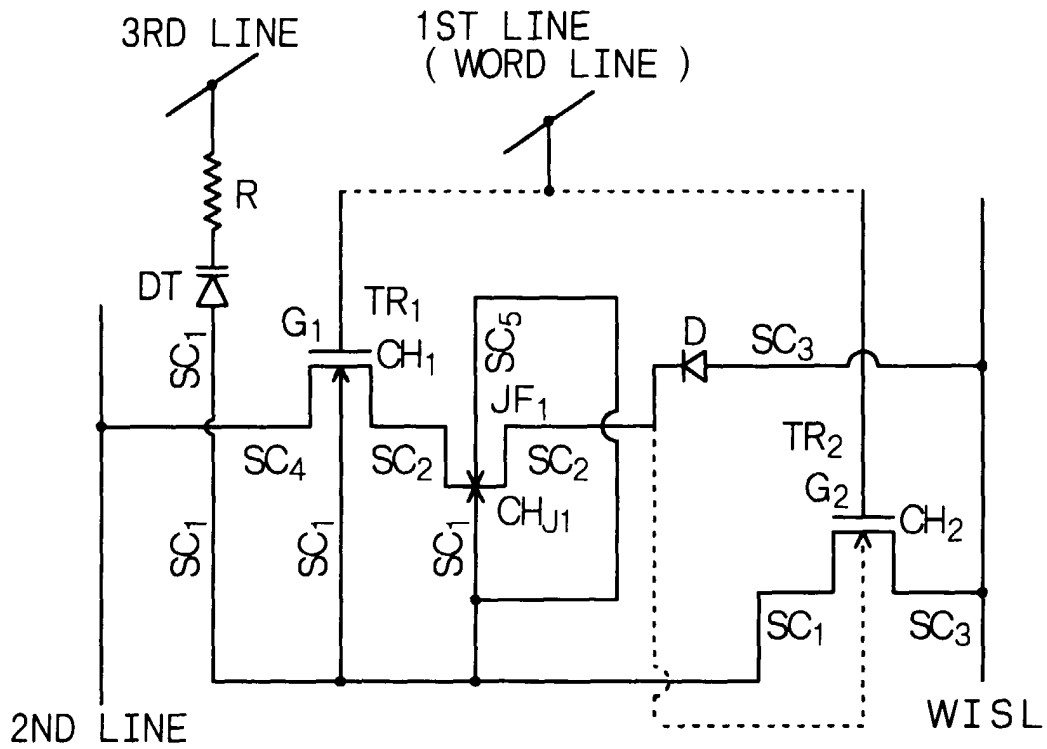 3RD LINE
1ST LINE
( WORD LINE )
R
DT
TR1
G1
CH1
SC1
SC5
D
SC3
JF1
SC4
SC2
SC2
TR2
G2
CH2
CHJ1
SC1
SC1
SC1
SC1
SC3
2ND LINE
WISL